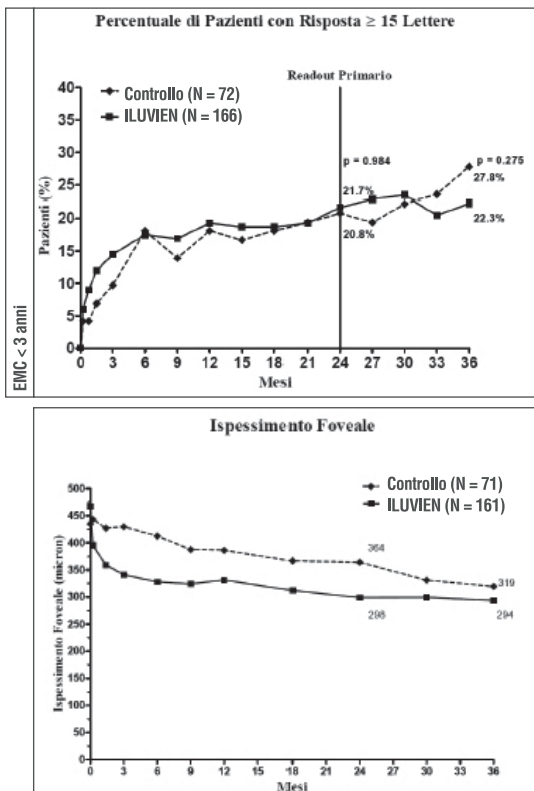 Percentuale di Pazienti con Risposta ≥ 15 Lettere
Readout Primario
Controllo (N = 72)
ILUVIEN (N = 166)
p = 0.984
p = 0.275
21.7%
27.8%
20.8%
22.3%
Pazienti (%)
40
35
30
25
20
15
10
5
0
0 3 6 9 12 15 18 21 24 27 30 33 36
Mesi
EMC < 3 anni
Ispessimento Foveale
Controllo (N = 71)
ILUVIEN (N = 161)
364
319
298
294
Ispessimento Foveale (micron)
500
450
400
350
300
250
200
150
100
50
0
0 3 6 9 12 15 18 21 24 27 30 33 36
Mesi